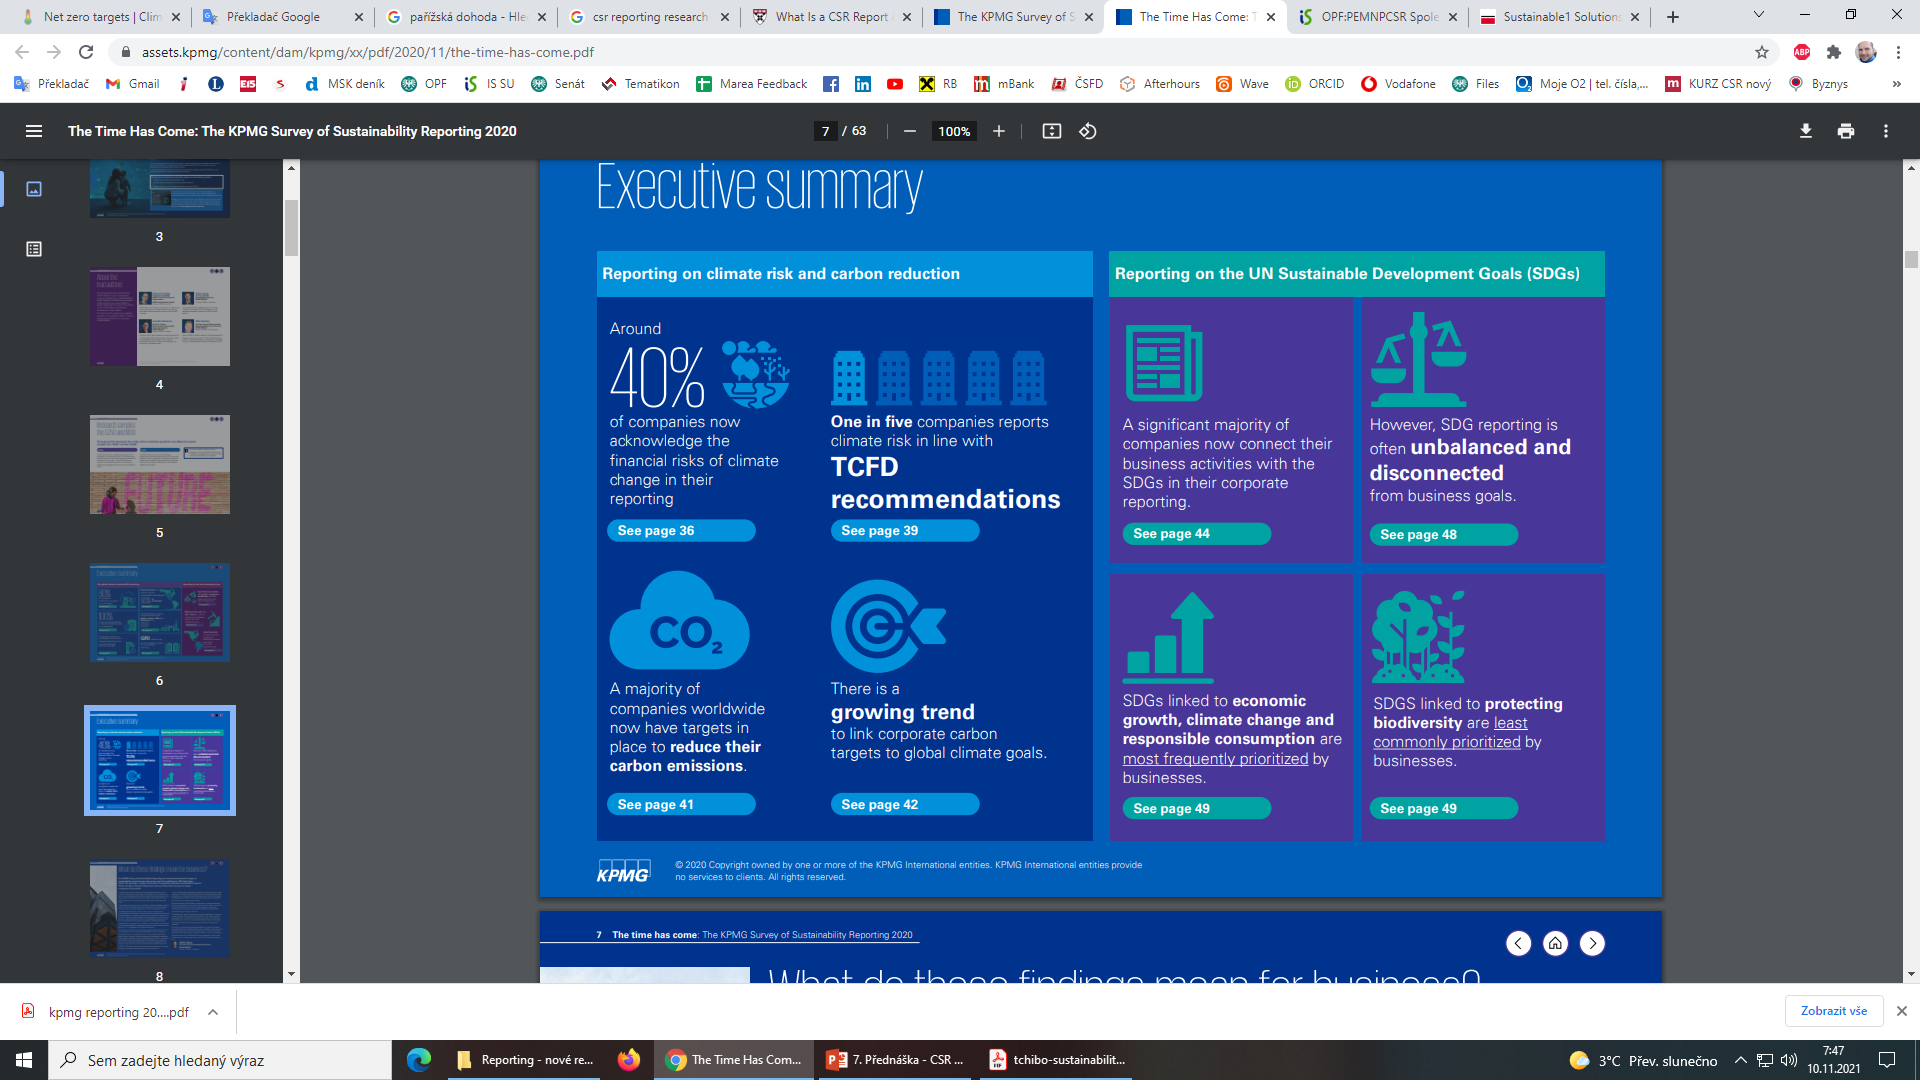 Net zero targets | Clim
Překladač Google
pařížská dohoda - Hle
csr reporting research
What Is a CSR Report
The KPMG Survey of S
The Time Has Come: T
OPF:PEMNPCSR Spole
Sustainable1 Solutions
assets.kpmg/content/dam/kpmg/xx/pdf/2020/11/the-time-has-come.pdf
ABP
Překladač
Gmail
MSK deník
OPF
IS SU
Senát
Tematikon
Marea Feedback
RB
mBank
ČSFD
Afterhours
Wave
ORCID
Vodafone
Files
Moje O2 | tel. čísla,...
KURZ CSR nový
Byznys
»
The Time Has Come: The KPMG Survey of Sustainability Reporting 2020
7 / 63
100%
3
4
5
6
7
8
Executive summary
Reporting on climate risk and carbon reduction
Around
40%
of companies now
acknowledge the
financial risks of climate
change in their
reporting
See page 36
One in five companies reports
climate risk in line with
TCFD
recommendations
See page 39
CO2
A majority of
companies worldwide
now have targets in
place to reduce their
carbon emissions.
See page 41
There is a
growing trend
to link corporate carbon
targets to global climate goals.
See page 42
Reporting on the UN Sustainable Development Goals (SDGs)
A significant majority of
companies now connect their
business activities with the
SDGs in their corporate
reporting.
See page 44
However, SDG reporting is
often unbalanced and
disconnected
from business goals.
See page 48
SDGs linked to economic
growth, climate change and
responsible consumption are
most frequently prioritized by
businesses.
See page 49
SDGS linked to protecting
biodiversity are least
commonly prioritized by
businesses.
See page 49
KPMG
© 2020 Copyright owned by one or more of the KPMG International entities. KPMG International entities provide
no services to clients. All rights reserved.
7 The time has come: The KPMG Survey of Sustainability Reporting 2020
What do these findings mean for business?
kpmg reporting 20....pdf
Zobrazit vše
Sem zadejte hledaný výraz
Reporting - nové re...
The Time Has Com...
7. Přednáška - CSR ...
tchibo-sustainabilit...
3°C Přev. slunečno
7:47
10.11.2021